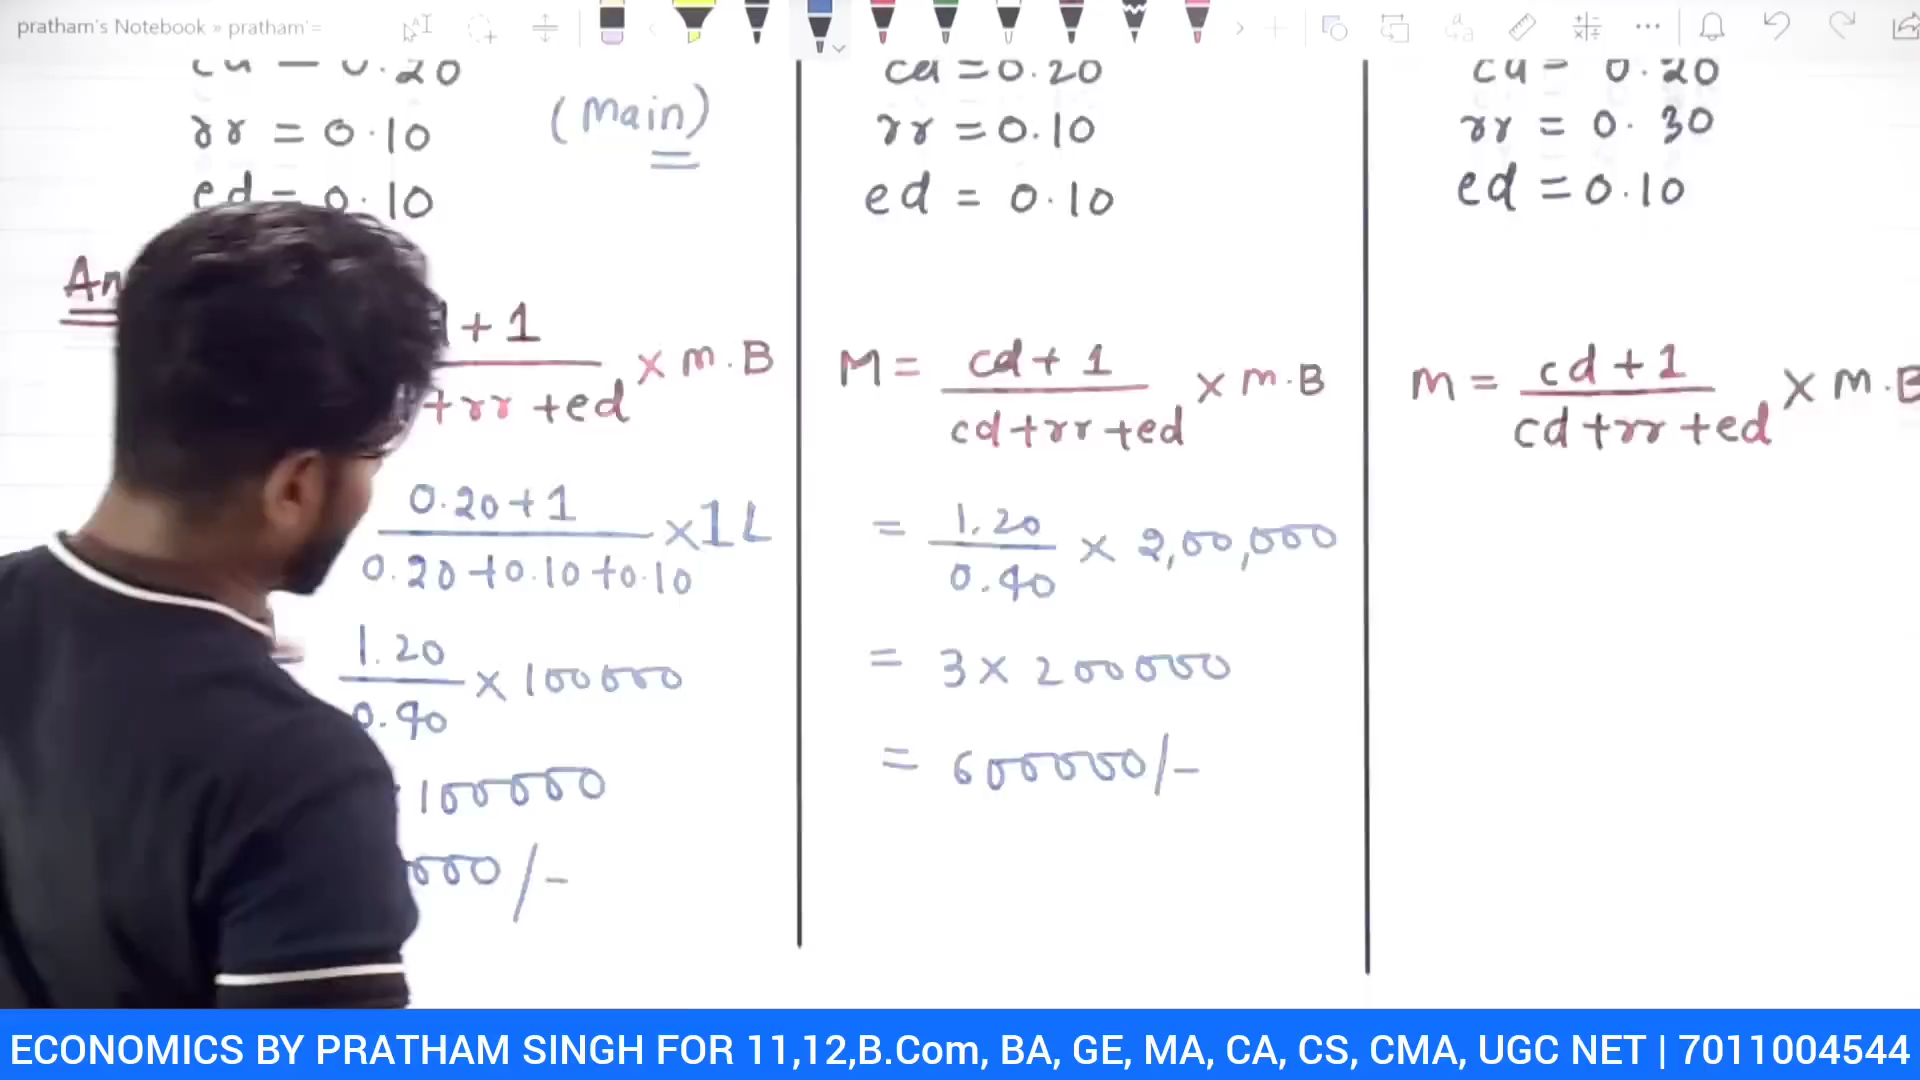 pratham's Notebook » pratham'=
= 0.20
rr = 0.10
ed = 0.10
(Main)
An
+ 1
+ rr + ed × m.B
0.20 + 1
0.20 + 0.10 + 0.10 × 1L
1.20
0.40 × 100000
100000
000/-
cd = 0.20
rr = 0.10
ed = 0.10
M = cd + 1
cd + rr + ed × m.B
= 1.20
0.40 × 2,00,000
= 3 × 200000
= 600000/-
cd = 0.20
rr = 0.30
ed = 0.10
m = cd + 1
cd + rr + ed × m.B
ECONOMICS BY PRATHAM SINGH FOR 11,12,B.Com, BA, GE, MA, CA, CS, CMA, UGC NET | 7011004544